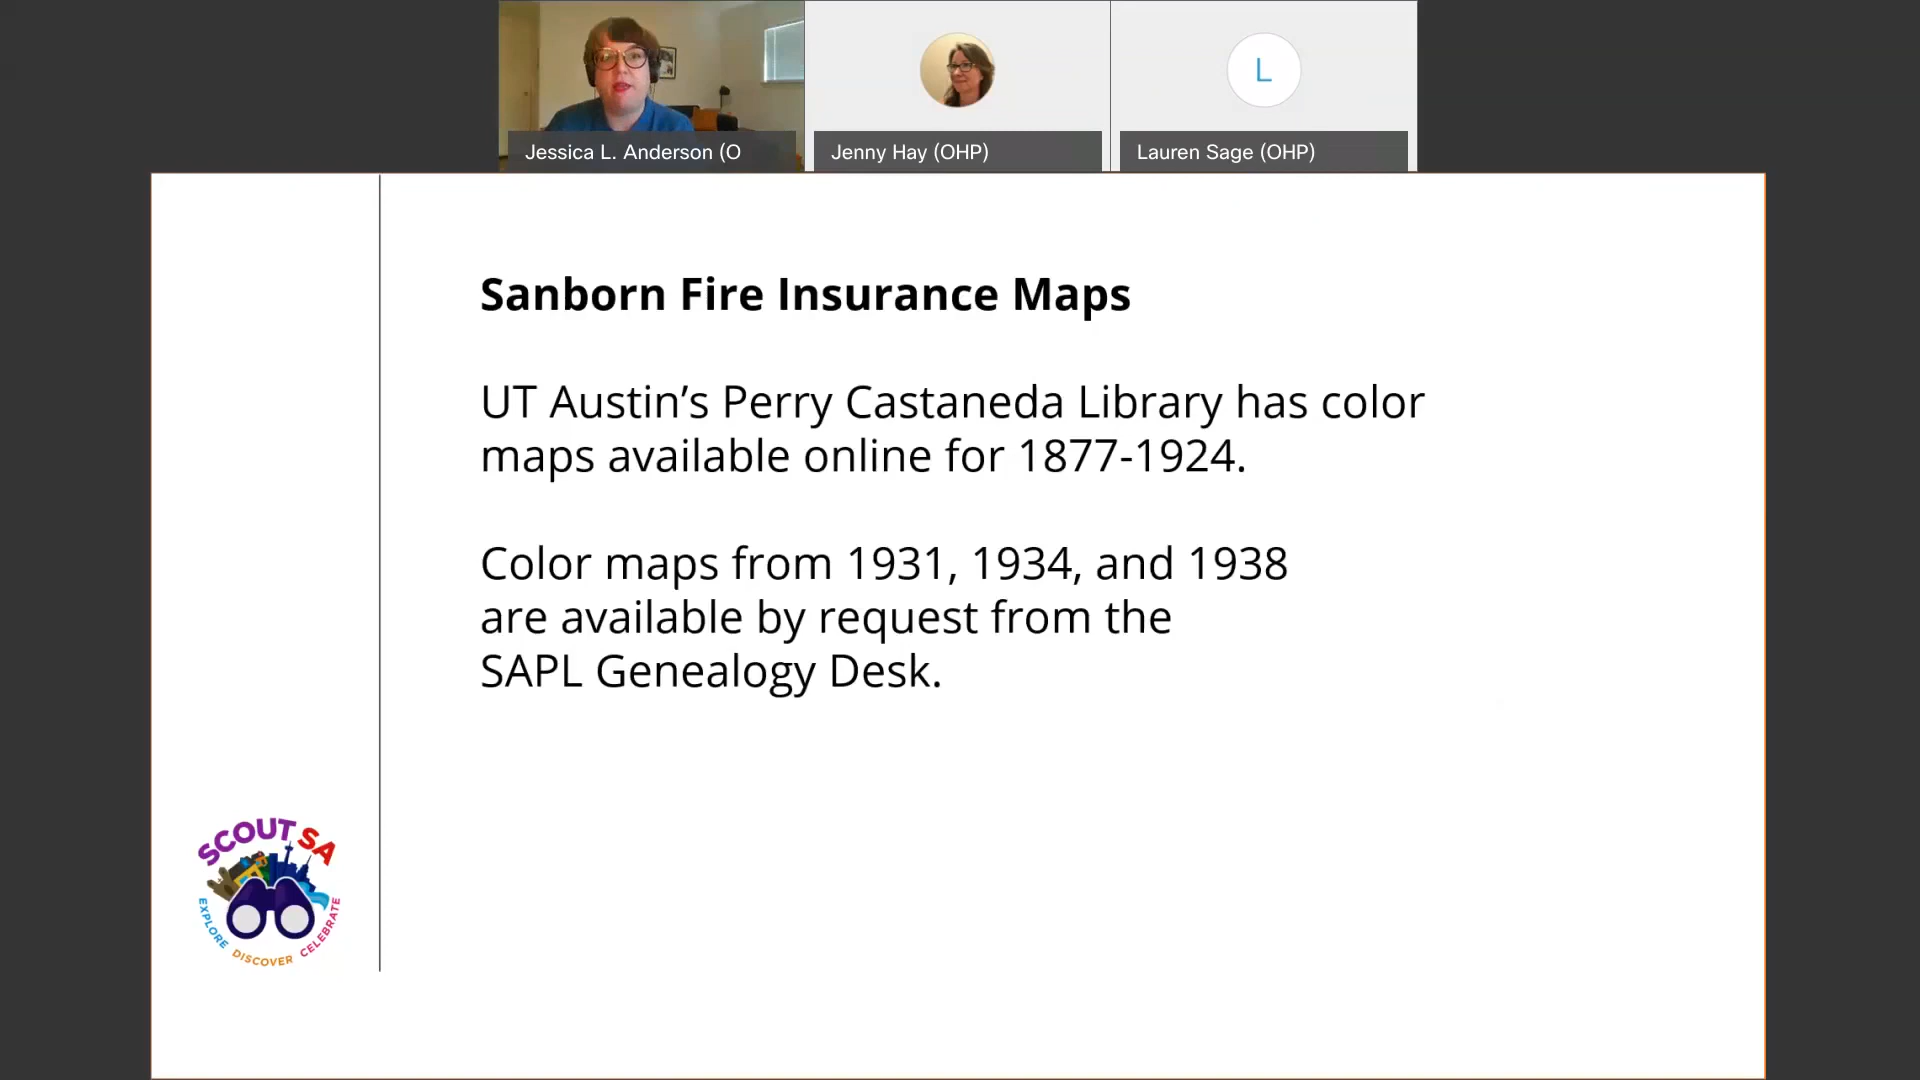 Jessica L. Anderson (O
Jenny Hay (OHP)
L
Lauren Sage (OHP)
Sanborn Fire Insurance Maps
UT Austin’s Perry Castaneda Library has color
maps available online for 1877-1924.
Color maps from 1931, 1934, and 1938
are available by request from the
SAPL Genealogy Desk.
SCOUT SA
EXPLORE DISCOVER CELEBRATE